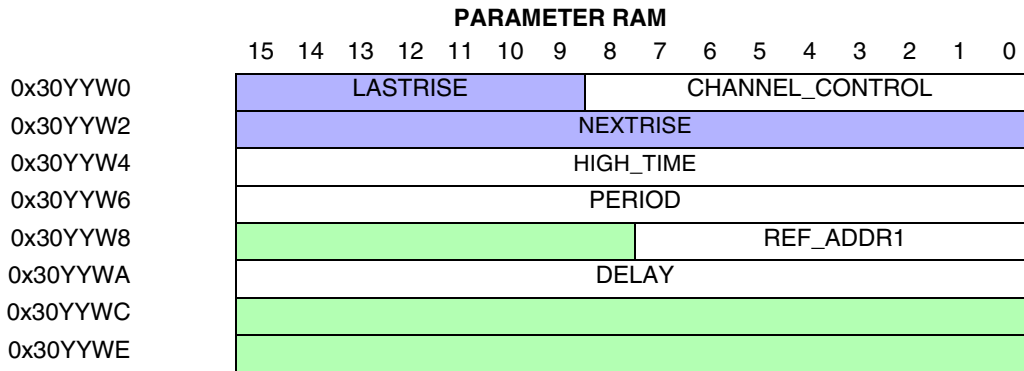 PARAMETER RAM
15 14 13 12 11 10 9 8 7 6 5 4 3 2 1 0
0x30YYW0 LASTRISE CHANNEL_CONTROL
0x30YYW2 NEXTRISE
0x30YYW4 HIGH_TIME
0x30YYW6 PERIOD
0x30YYW8 REF_ADDR1
0x30YYWA DELAY
0x30YYWC
0x30YYWE